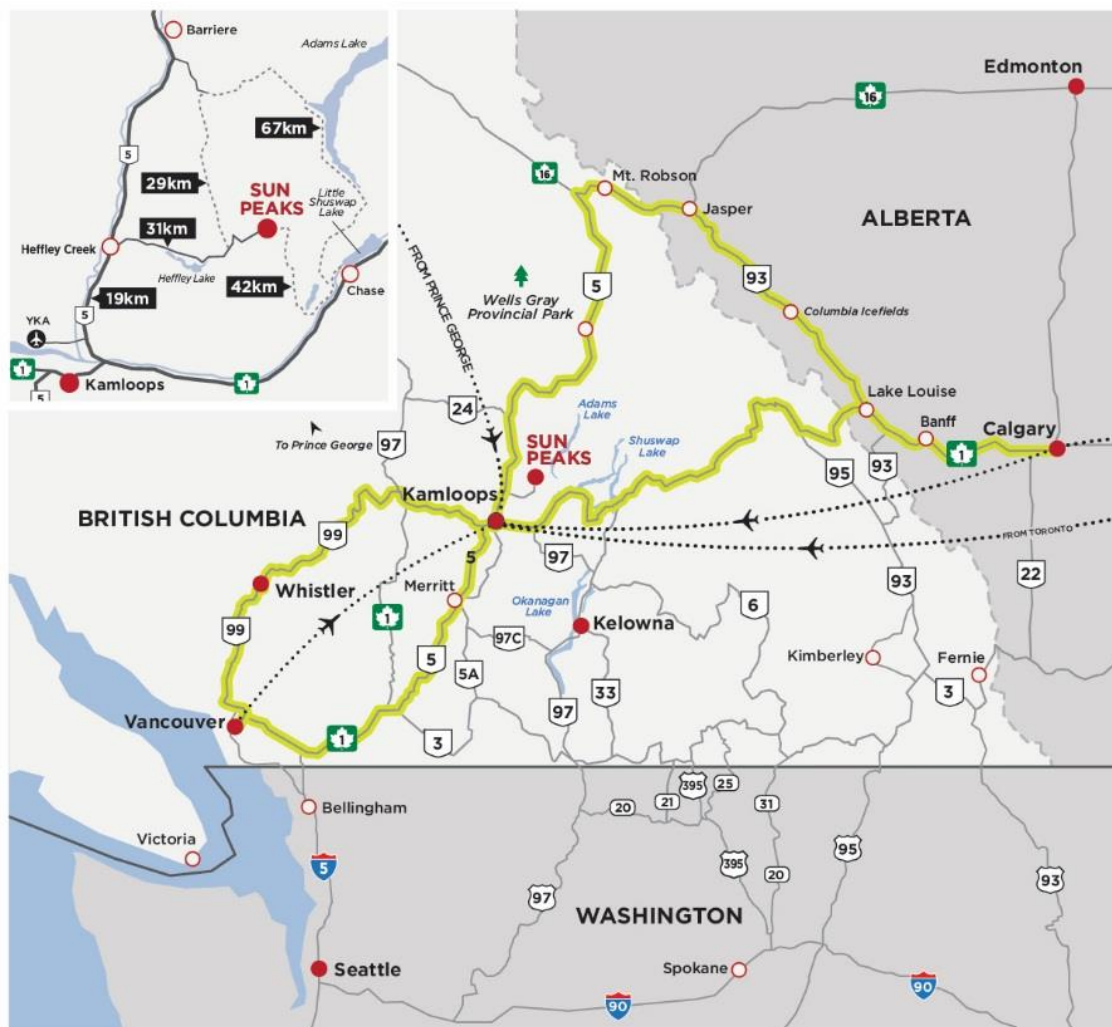 Barriere
Adams Lake
67km
5
29km
SUN
PEAKS
Little
Shuswap
Lake
31km
Heffley Creek
Heffley Lake
42km
Chase
19km
5
YKA
1
Kamloops
5
1
Edmonton
16
16
Mt. Robson
Jasper
ALBERTA
FROM PRINCE GEORGE
5
93
Wells Gray
Provincial Park
Columbia Icefields
Lake Louise
Banff
Calgary
1
24
Adams
Lake
Shuswap
Lake
To Prince George
97
SUN
PEAKS
95
93
Kamloops
BRITISH COLUMBIA
99
FROM TORONTO
5
97
Whistler
Merritt
Okanagan
Lake
93
22
1
6
99
97C
Kelowna
5
5A
Kimberley
Fernie
33
3
Vancouver
97
1
3
Bellingham
395
25
20
21
31
Victoria
5
395
95
20
97
93
WASHINGTON
Seattle
Spokane
90
90